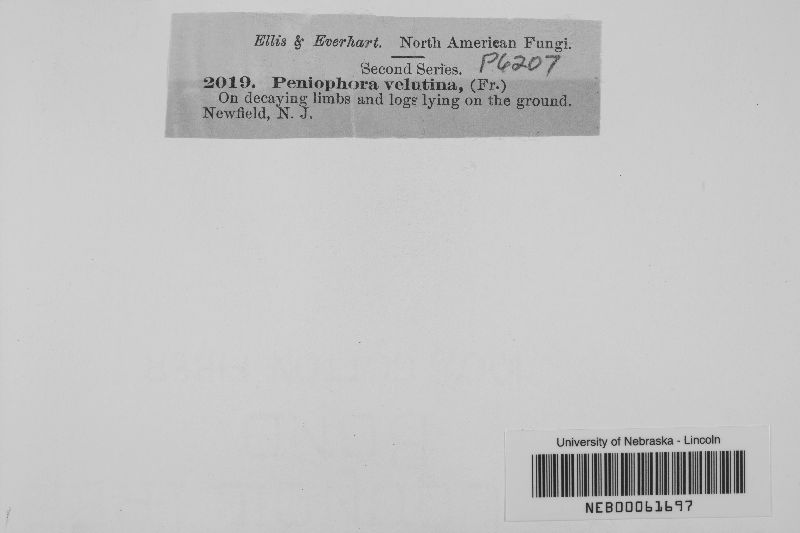 Ellis & Everhart. North American Fungi.
Second Series. P6207
2019. Peniophora velutina, (Fr.)
On decaying limbs and logs lying on the ground.
Newfield, N. J.
University of Nebraska - Lincoln
NEB00061697